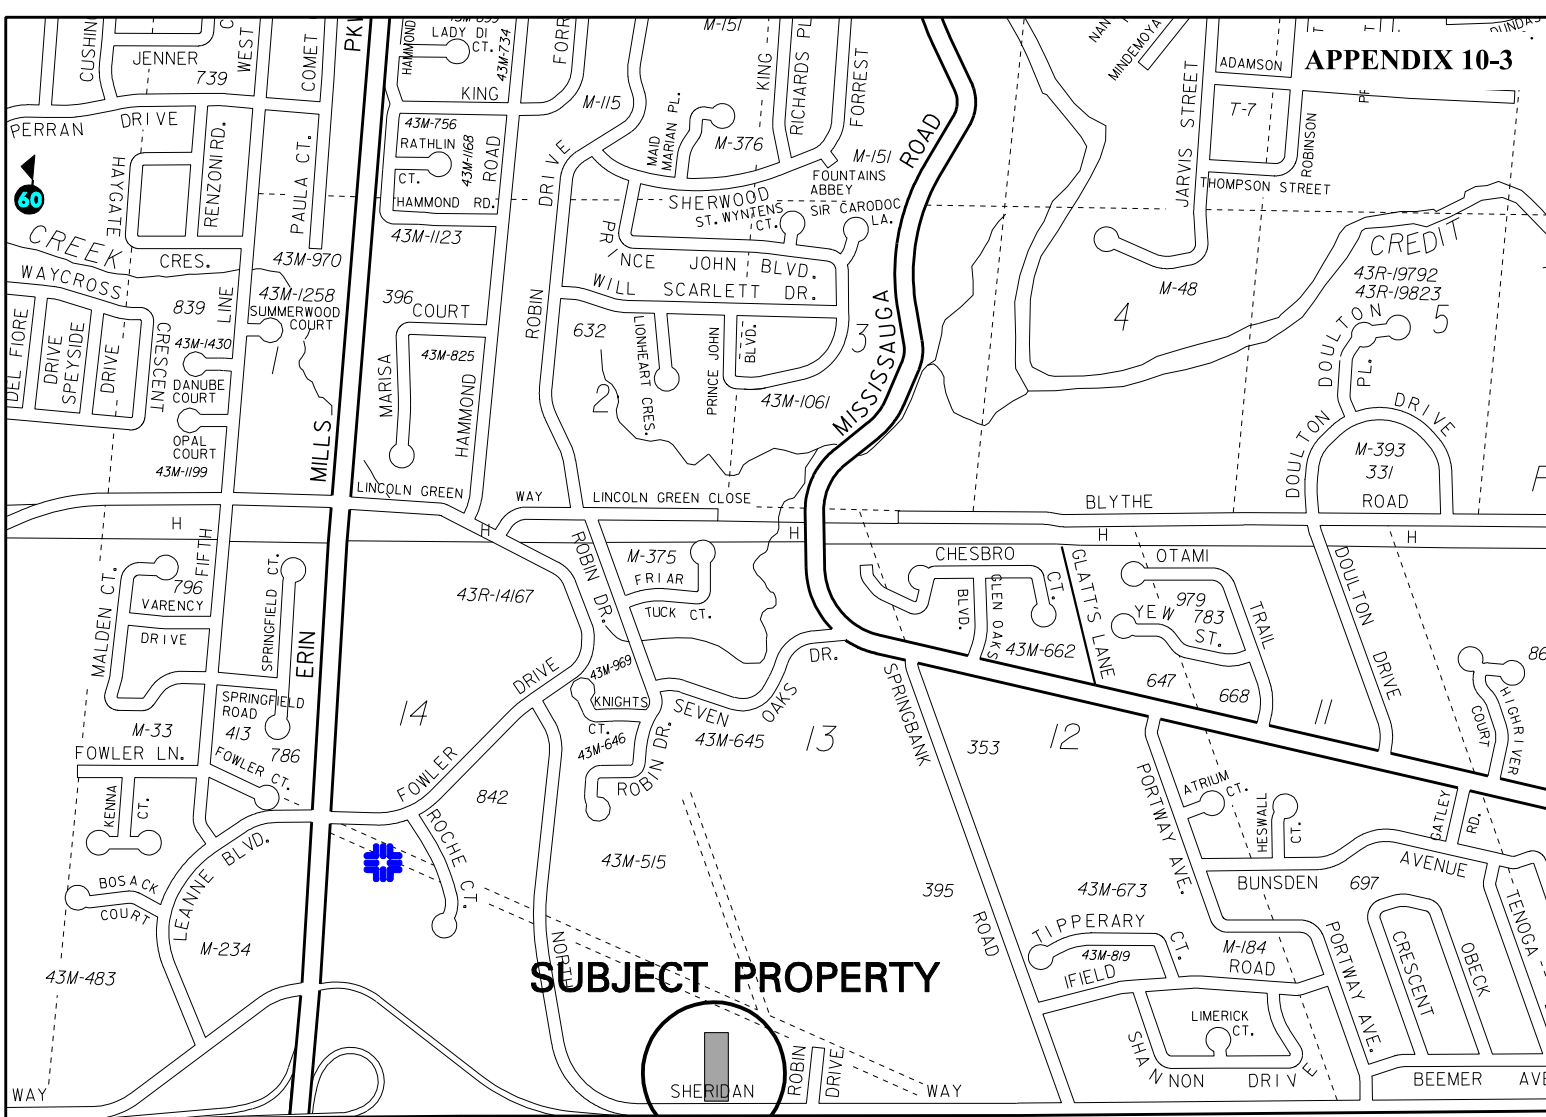 APPENDIX 10-3
CUSHIN
JENNER
739
WEST
COMET
PKW
HAMMOND
LADY DI
CT.
43M-734
FORR
M-151
KING
RICHARDS PL
FORREST
MINDEMOYA
NAN
ADAMSON
DUNDAS
PERRAN DRIVE
KING
43M-756
RATHLIN
CT.
43M-1168
ROAD
M-115
MAID
MARIAN PL.
M-376
M-151
ROAD
JARVIS STREET
T-7
ROBINSON
THOMPSON STREET
60
HAYGATE
RENZONI RD.
PAULA CT.
HAMMOND RD.
DRIVE
SHERWOOD
FOUNTAINS
ABBEY
ST. WYNTENS
CT.
SIR CARODOC
LA.
CREEK
CRES.
43M-970
43M-1123
PRINCE JOHN BLVD.
CREDIT
43R-19792
43R-19823
WAYCROSS
839
LINE
43M-1258
SUMMERWOOD
COURT
396
COURT
WILL SCARLETT DR.
M-48
4
5
DEL FIORE
DRIVE
SPEYSIDE
DRIVE
CRESCENT
43M-1430
DANUBE
COURT
1
MARISA
43M-825
HAMMOND
ROBIN
632
LIONHEART CRES.
PRINCE JOHN
BLVD.
3
MISSISSAUGA
DOULTON
PL.
2
43M-1061
OPAL
COURT
43M-1199
MILLS
DOULTON DRIVE
M-393
331
ROAD
LINCOLN GREEN
WAY
LINCOLN GREEN CLOSE
BLYTHE
H
H
H
H
H
FIFTH
MALDEN CT.
796
VARENCY
DRIVE
SPRINGFIELD CT.
ERIN
43R-14167
ROBIN DR.
M-375
FRIAR
TUCK CT.
CHESBRO
CT.
BLVD.
GLEN OAKS
43M-662
GLATT'S LANE
OTAMI
TRAIL
979
783
YEW
ST.
DOULTON DRIVE
647
668
86
SPRINGFIELD
ROAD
413
786
M-33
FOWLER LN.
FOWLER CT.
14
DRIVE
FOWLER
43M-969
KNIGHTS
CT.
43M-646
ROBIN DR.
SEVEN OAKS DR.
43M-645
13
SPRINGBANK
353
12
11
HIGHRIVER
COURT
KENNA
CT.
842
ROCHE CT.
PORTWAY AVE.
ATRIUM
CT.
HESWALL
CT.
GATLEY
RD.
BOSACK
COURT
LEANNE BLVD.
43M-515
395
ROAD
43M-673
BUNSDEN
AVENUE
697
TENOGA
M-234
43M-483
NORTH
TIPPERARY
CT.
43M-819
IFIELD
ROAD
M-184
PORTWAY AVE.
CRESCENT
OBECK
SUBJECT PROPERTY
SHERIDAN
ROBIN
DRIVE
WAY
WAY
LIMERICK
CT.
SHANNON DRIVE
BEEMER AVE